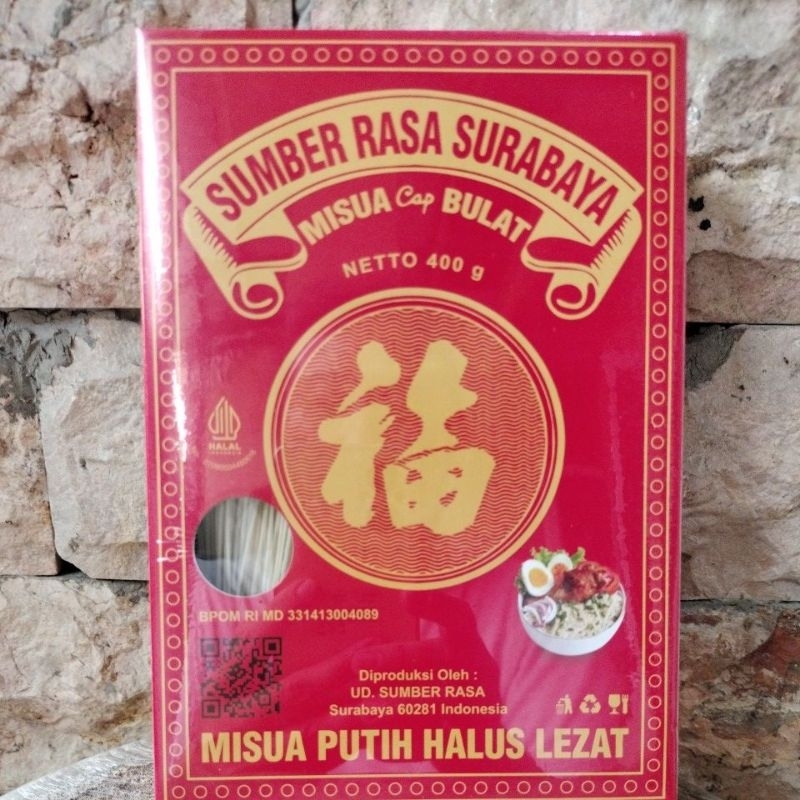 SUMBER RASA SURABAYA
MISUA Cap BULAT
NETTO 400 g
福
HALAL
INDONESIA
BPOM RI MD 331413004089
Diproduksi Oleh :
UD. SUMBER RASA
Surabaya 60281 Indonesia
MISUA PUTIH HALUS LEZAT